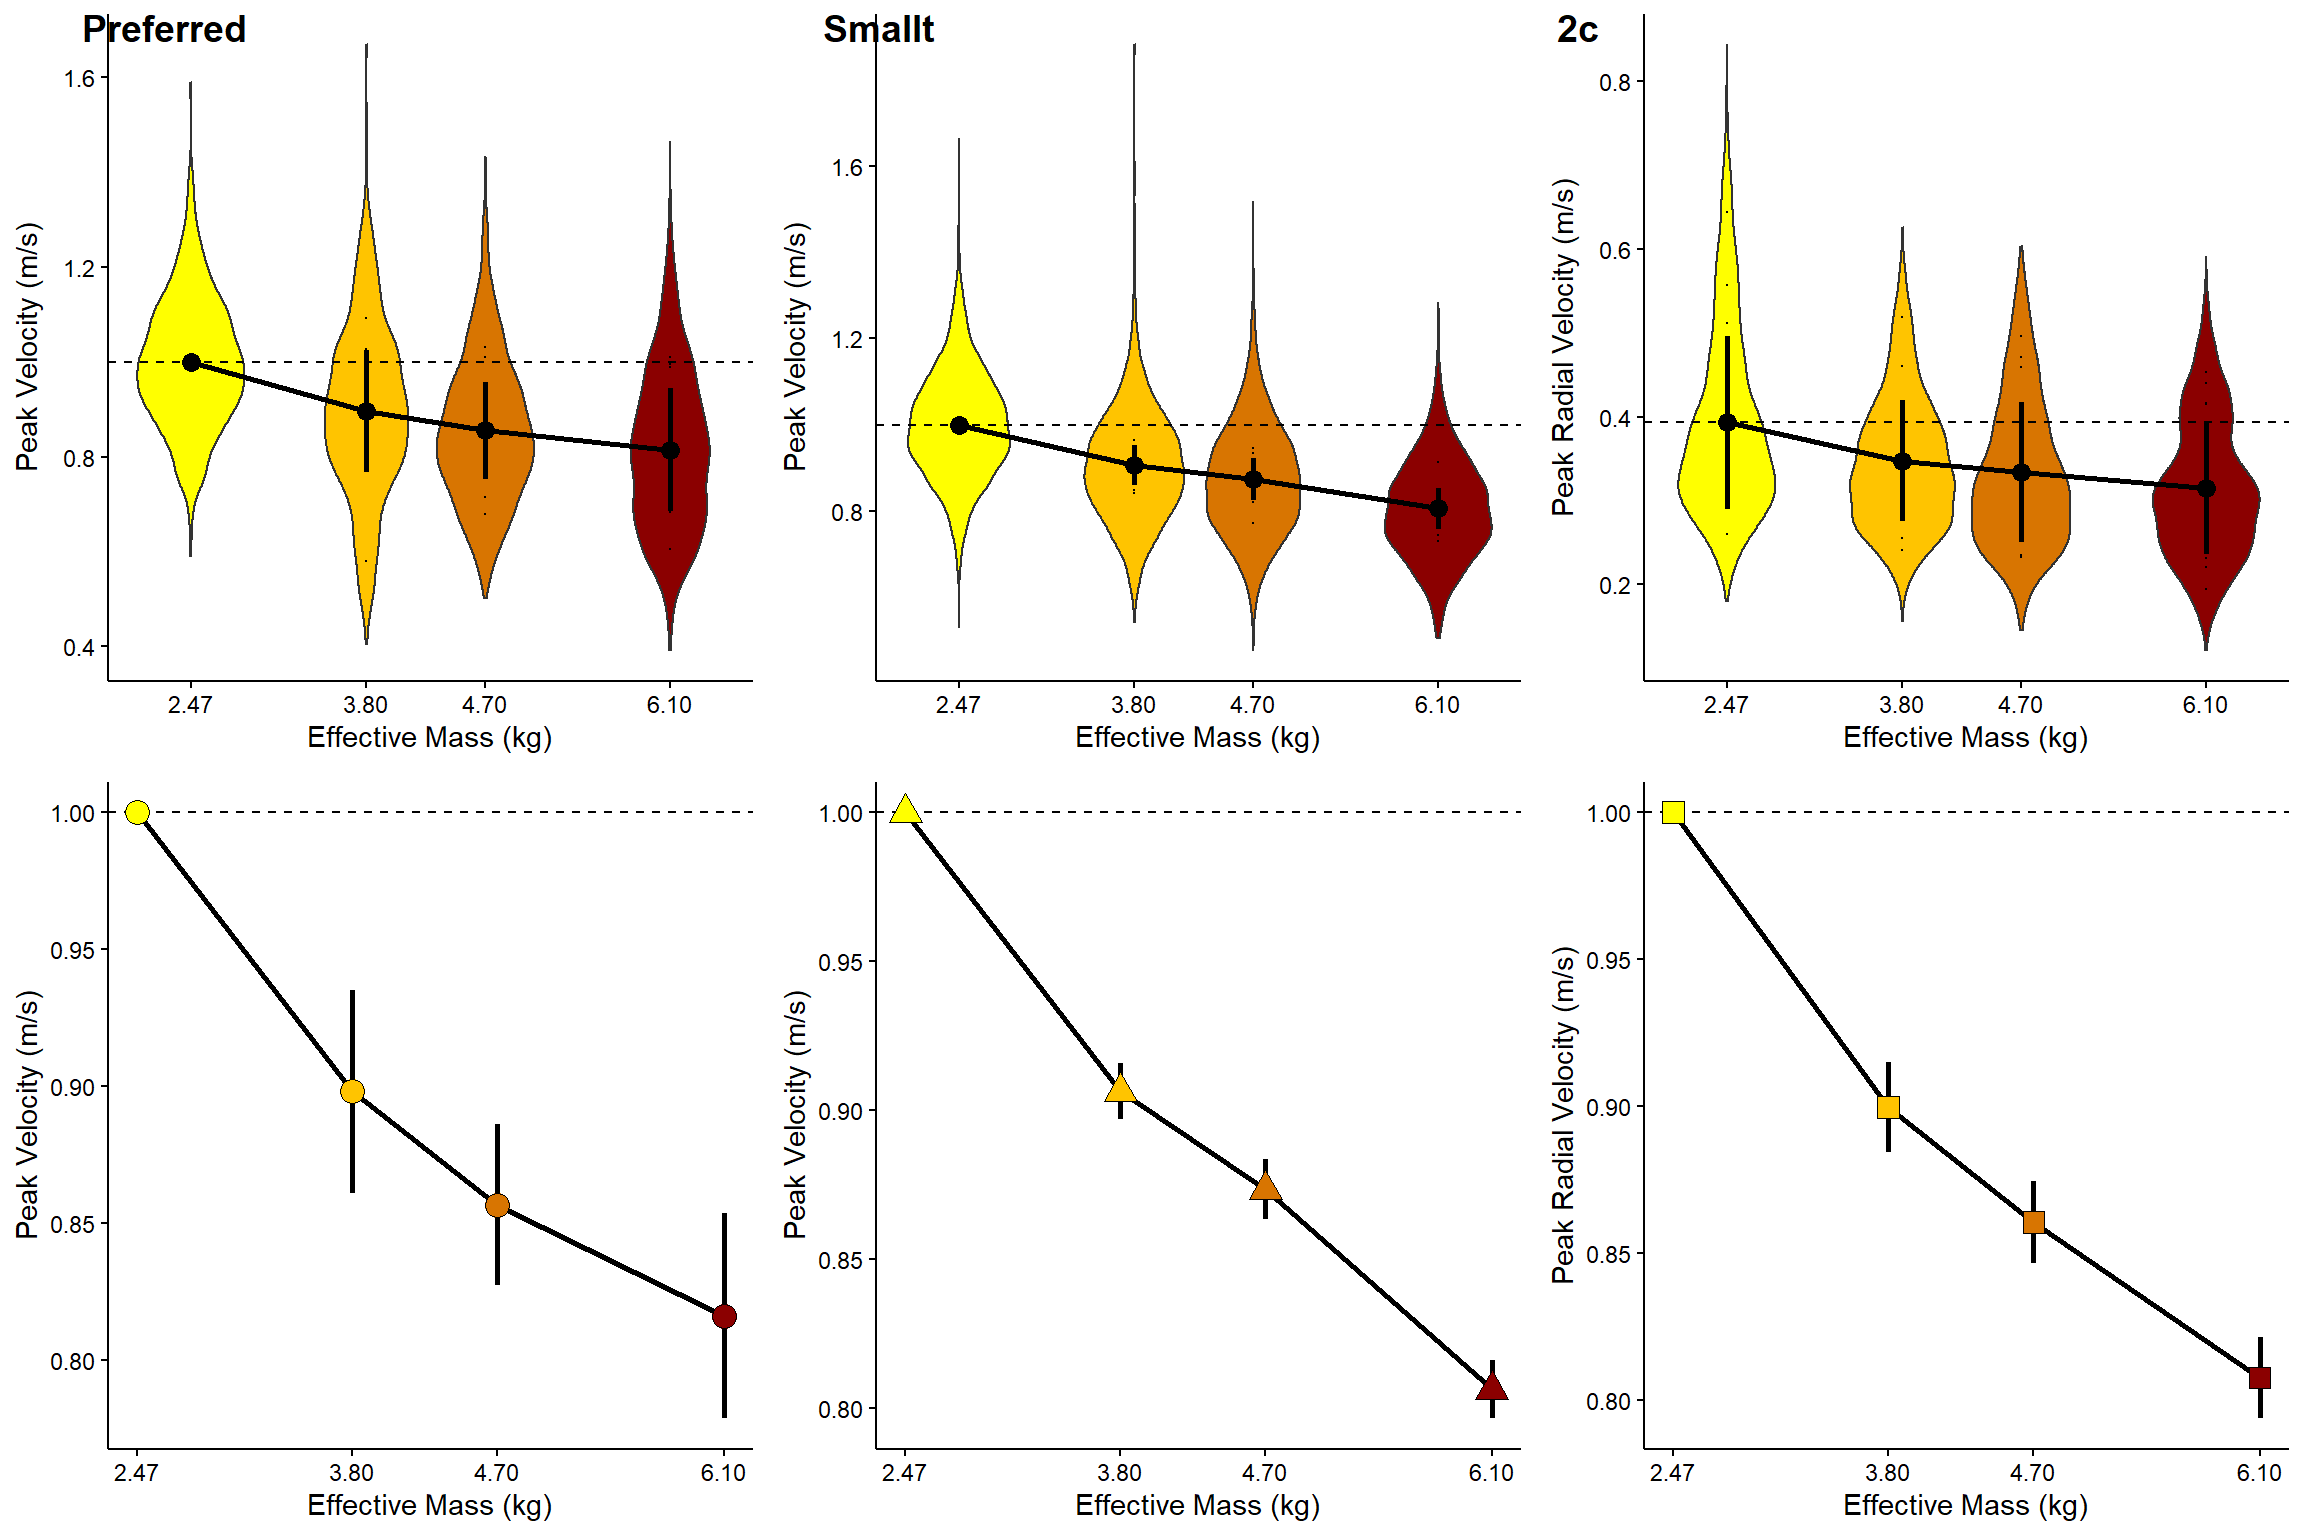 Preferred
Smallt
2c
Peak Velocity (m/s)
1.6
1.2
0.8
0.4
2.47 3.80 4.70 6.10
Effective Mass (kg)
Peak Velocity (m/s)
1.6
1.2
0.8
2.47 3.80 4.70 6.10
Effective Mass (kg)
Peak Radial Velocity (m/s)
0.8
0.6
0.4
0.2
2.47 3.80 4.70 6.10
Effective Mass (kg)
Peak Velocity (m/s)
1.00
0.95
0.90
0.85
0.80
2.47 3.80 4.70 6.10
Effective Mass (kg)
Peak Velocity (m/s)
1.00
0.95
0.90
0.85
0.80
2.47 3.80 4.70 6.10
Effective Mass (kg)
Peak Radial Velocity (m/s)
1.00
0.95
0.90
0.85
0.80
2.47 3.80 4.70 6.10
Effective Mass (kg)